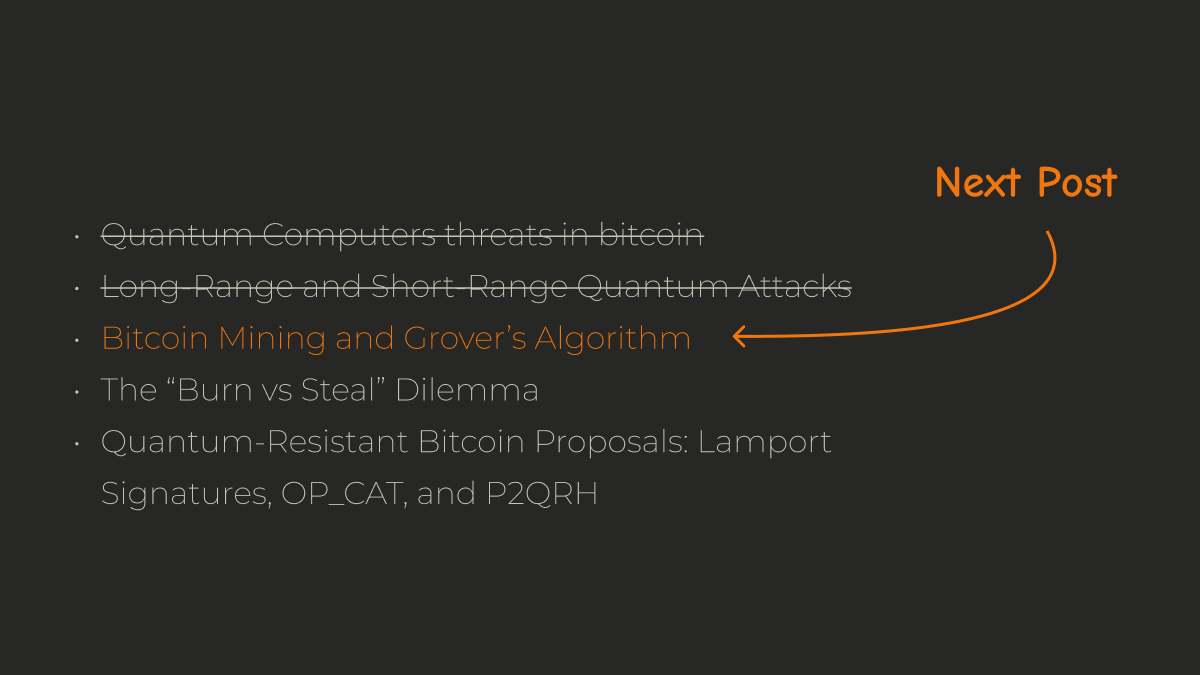 Next Post
• Quantum Computers threats in bitcoin
• Long-Range and Short-Range Quantum Attacks
• Bitcoin Mining and Grover’s Algorithm
• The “Burn vs Steal” Dilemma
• Quantum-Resistant Bitcoin Proposals: Lamport
Signatures, OP_CAT, and P2QRH